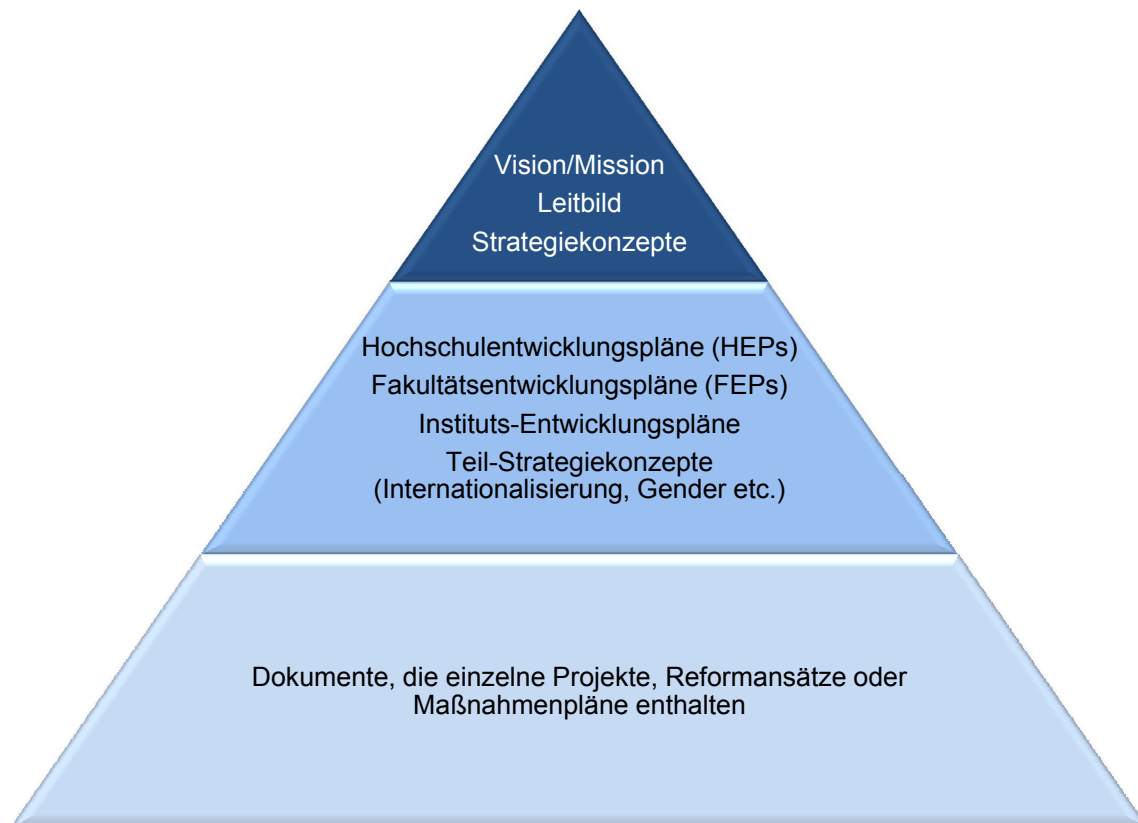 Vision/Mission
Leitbild
Strategiekonzepte
Hochschulentwicklungspläne (HEPs)
Fakultätsentwicklungspläne (FEPs)
Instituts-Entwicklungspläne
Teil-Strategiekonzepte
(Internationalisierung, Gender etc.)
Dokumente, die einzelne Projekte, Reformansätze oder
Maßnahmenpläne enthalten